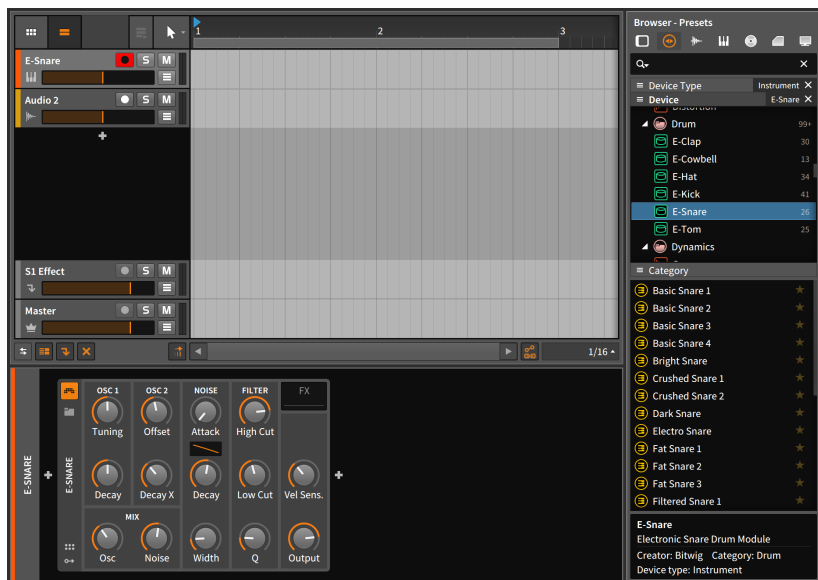 1 2 3
E-Snare S M
Audio 2 S M
+
S1 Effect S M
Master S M
1/16
E-SNARE
+
E-SNARE
OSC 1 OSC 2 NOISE FILTER FX
Tuning Offset Attack High Cut
Decay Decay X Decay Low Cut Vel Sens.
MIX
Osc Noise Width Q Output
+
Browser - Presets
Device Type Instrument
Device E-Snare
Distortion
Drum 99+
E-Clap 30
E-Cowbell 13
E-Hat 34
E-Kick 41
E-Snare 26
E-Tom 25
Dynamics
Category
Basic Snare 1
Basic Snare 2
Basic Snare 3
Basic Snare 4
Bright Snare
Crushed Snare 1
Crushed Snare 2
Dark Snare
Electro Snare
Fat Snare 1
Fat Snare 2
Fat Snare 3
Filtered Snare 1
E-Snare
Electronic Snare Drum Module
Creator: Bitwig Category: Drum
Device type: Instrument